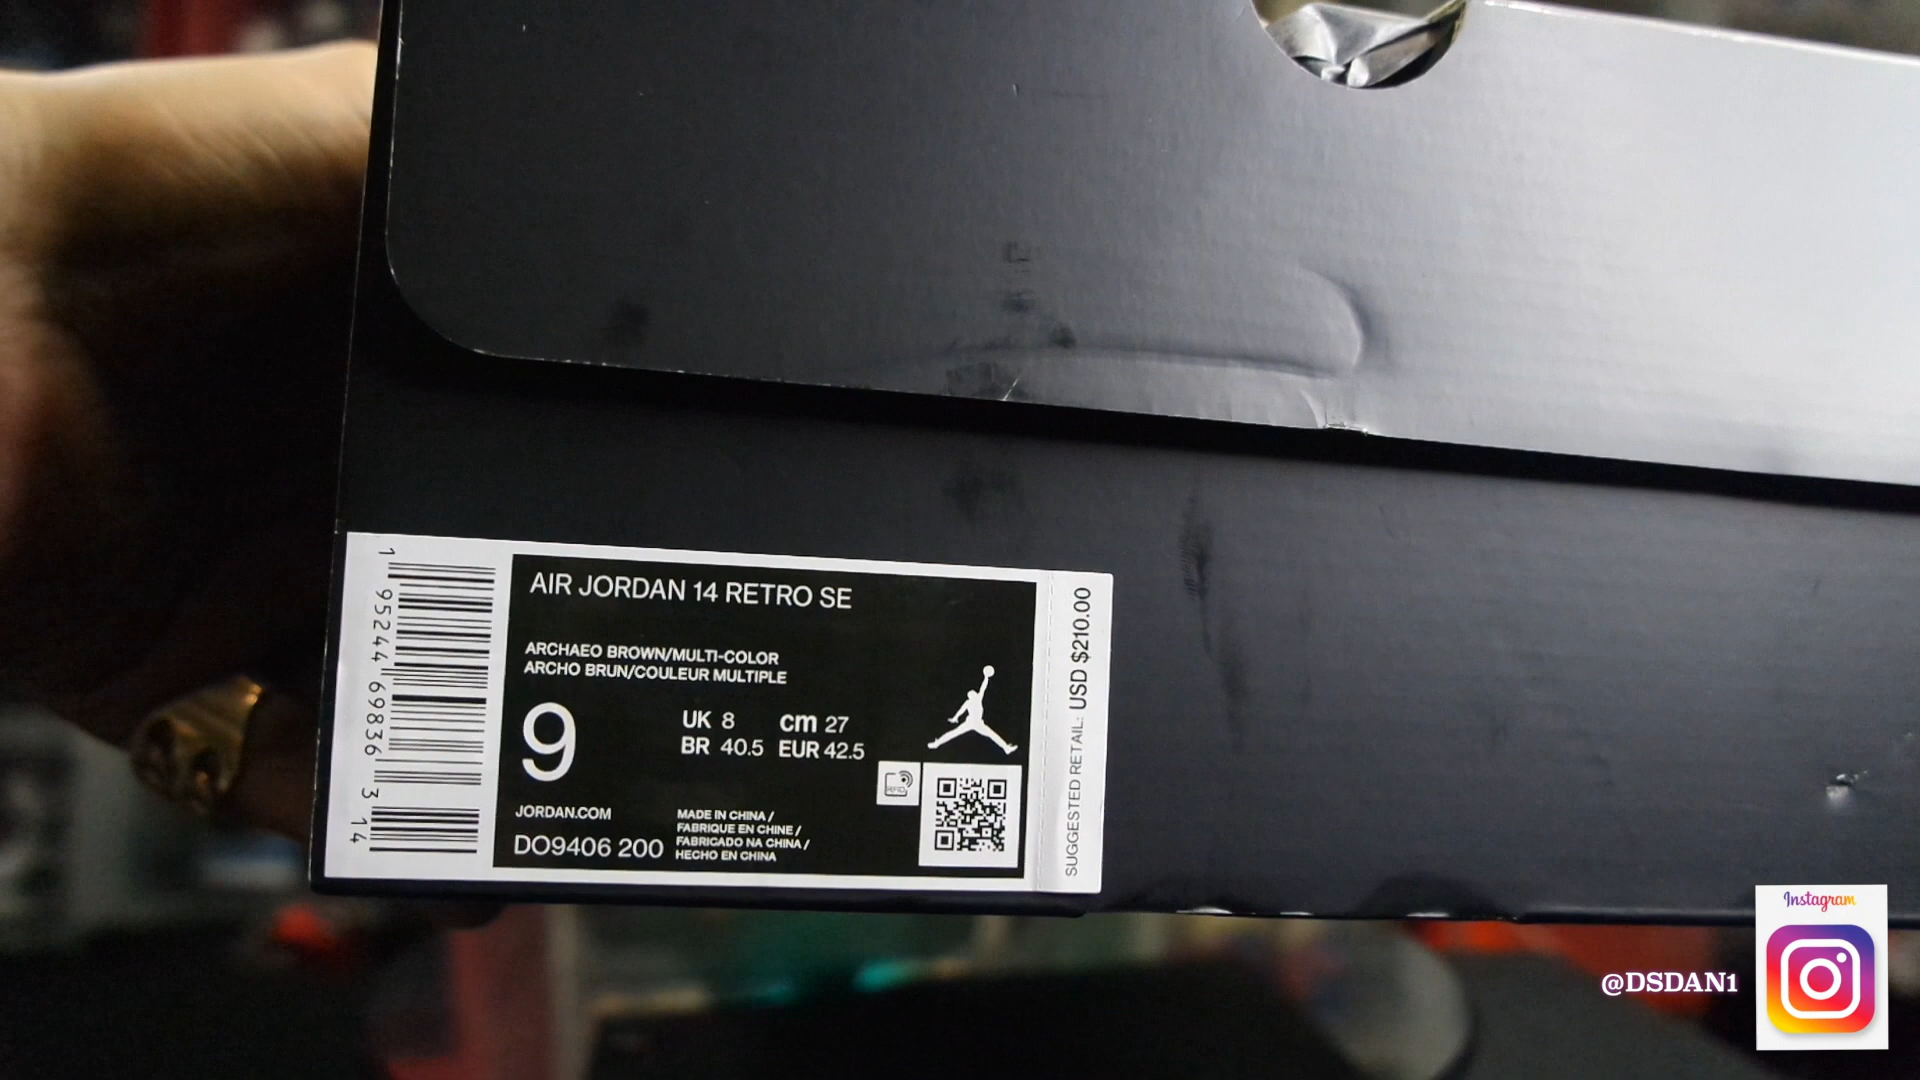 AIR JORDAN 14 RETRO SE
ARCHAEO BROWN/MULTI-COLOR
ARCHO BRUN/COULEUR MULTIPLE
9
UK 8 cm 27
BR 40.5 EUR 42.5
JORDAN.COM
DO9406 200
MADE IN CHINA /
FABRIQUE EN CHINE /
FABRICADO NA CHINA /
HECHO EN CHINA
RFID
1 95244 69836 3 14
SUGGESTED RETAIL: USD $210.00
Instagram
@DSDAN1